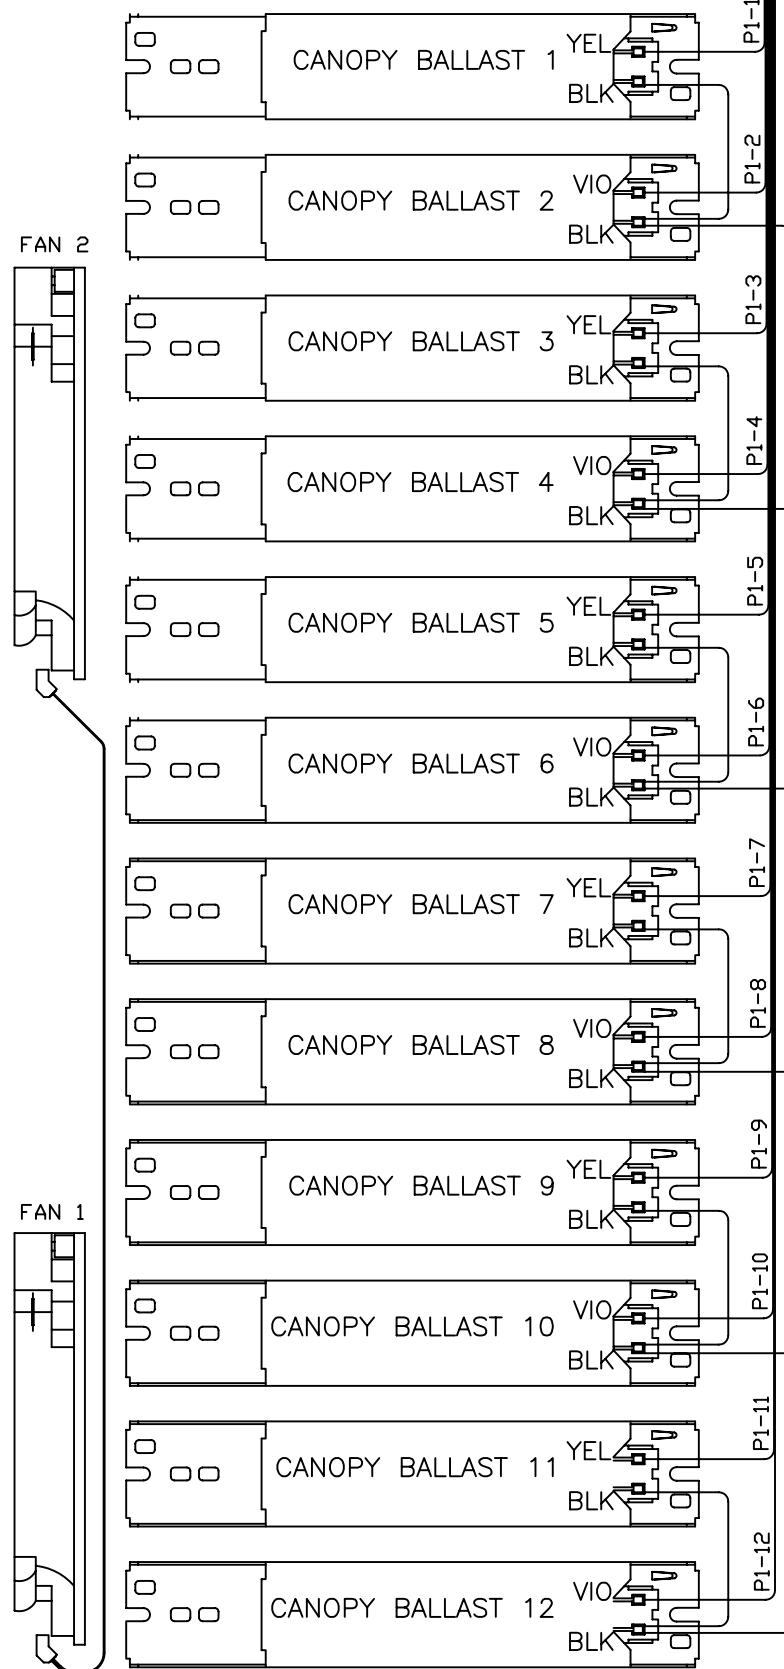 P1-1
YEL
CANOPY BALLAST 1
BLK
P1-2
VIO
CANOPY BALLAST 2
BLK
FAN 2
P1-3
YEL
CANOPY BALLAST 3
BLK
P1-4
VIO
CANOPY BALLAST 4
BLK
P1-5
YEL
CANOPY BALLAST 5
BLK
P1-6
VIO
CANOPY BALLAST 6
BLK
P1-7
YEL
CANOPY BALLAST 7
BLK
P1-8
VIO
CANOPY BALLAST 8
BLK
P1-9
YEL
CANOPY BALLAST 9
BLK
FAN 1
P1-10
VIO
CANOPY BALLAST 10
BLK
P1-11
YEL
CANOPY BALLAST 11
BLK
P1-12
VIO
CANOPY BALLAST 12
BLK